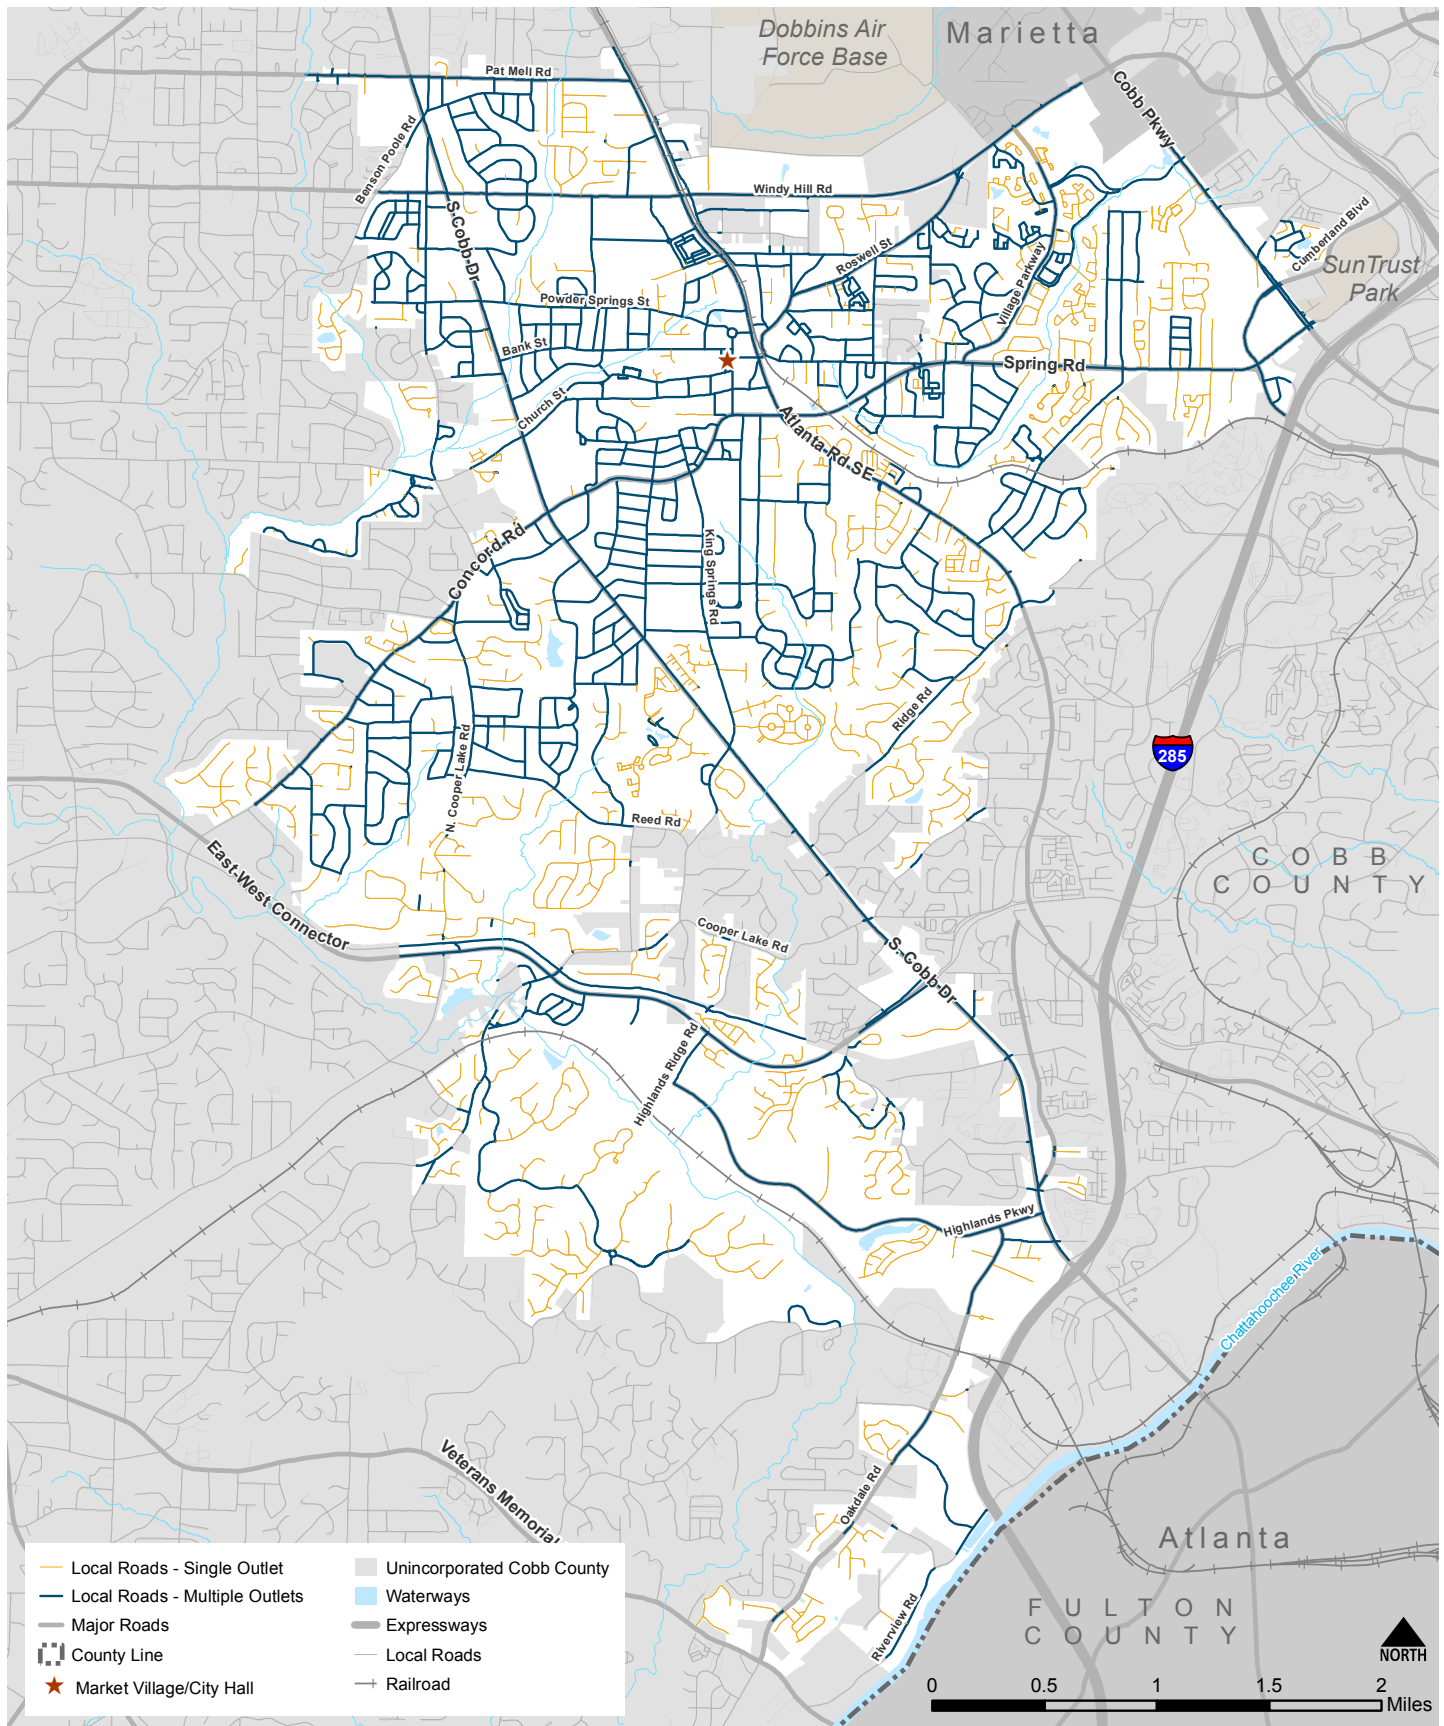 Dobbins Air
Force Base
Marietta
Pat Mell Rd
Cobb Pkwy
Benson Poole Rd
Windy Hill Rd
S Cobb Dr
Roswell St
Cumberland Blvd
SunTrust
Park
Village Parkway
Powder Springs St
Bank St
Spring Rd
Church St
Atlanta Rd SE
Concord Rd
King Springs Rd
Ridge Rd
N. Cooper Lake Rd
285
Reed Rd
COBB
COUNTY
East-West Connector
Cooper Lake Rd
S. Cobb Dr
Highlands Ridge Rd
Highlands Pkwy
Chattahoochee River
Veterans Memorial
Oakdale Rd
Atlanta
Riverview Rd
FULTON
COUNTY
Local Roads - Single Outlet
Local Roads - Multiple Outlets
Major Roads
County Line
Market Village/City Hall
Unincorporated Cobb County
Waterways
Expressways
Local Roads
Railroad
NORTH
0 0.5 1 1.5 2
Miles